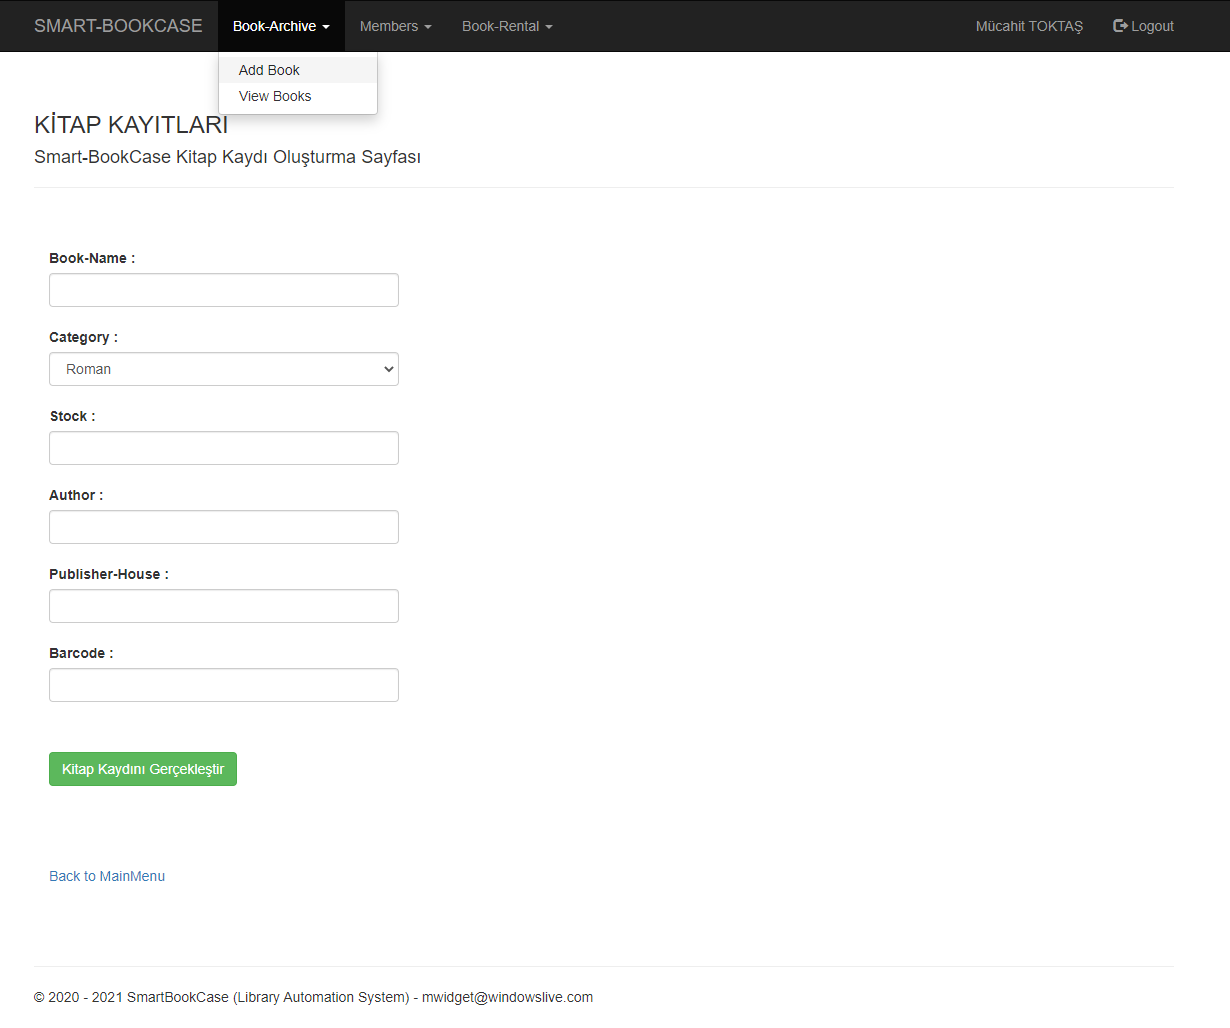 SMART-BOOKCASE Book-Archive Members Book-Rental Mücahit TOKTAŞ Logout
Add Book
View Books
KİTAP KAYITLARI
Smart-BookCase Kitap Kaydı Oluşturma Sayfası
Book-Name :
Category :
Roman
Stock :
Author :
Publisher-House :
Barcode :
Kitap Kaydını Gerçekleştir
Back to MainMenu
© 2020 - 2021 SmartBookCase (Library Automation System) - mwidget@windowslive.com